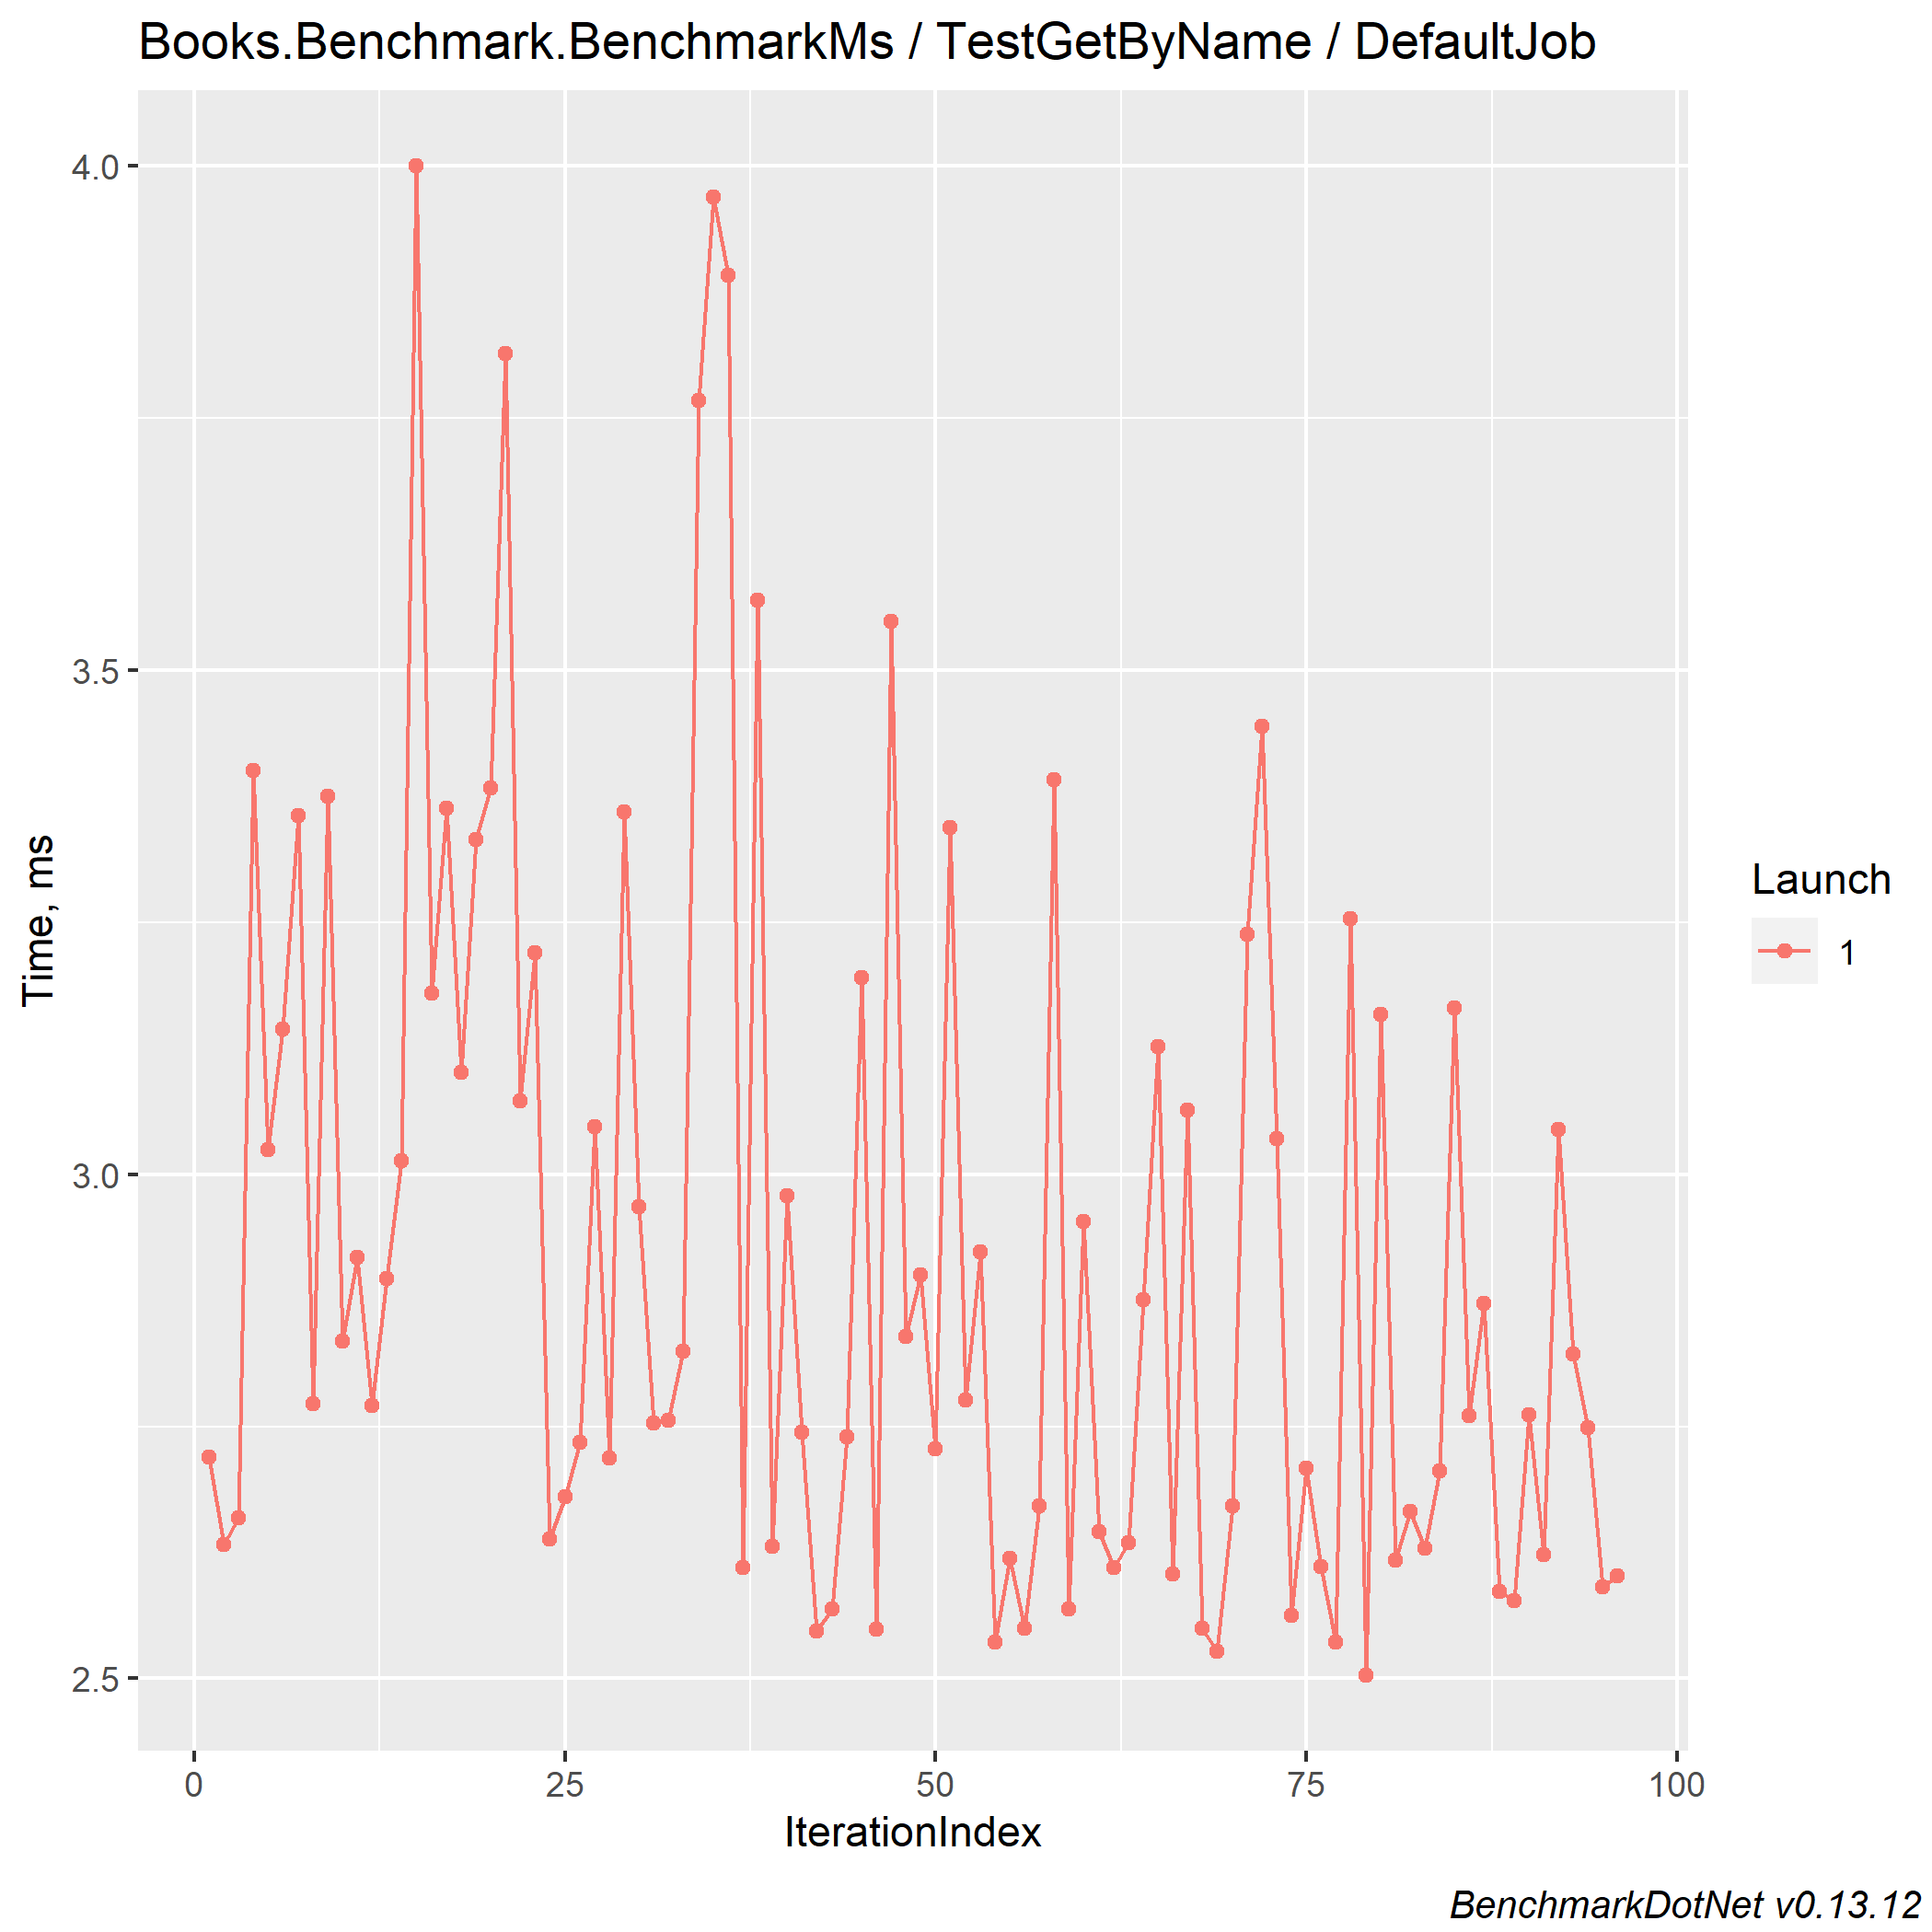 Books.Benchmark.BenchmarkMs / TestGetByName / DefaultJob
4.0
3.5
3.0
2.5
Time, ms
0 25 50 75 100
IterationIndex
Launch
1
BenchmarkDotNet v0.13.12